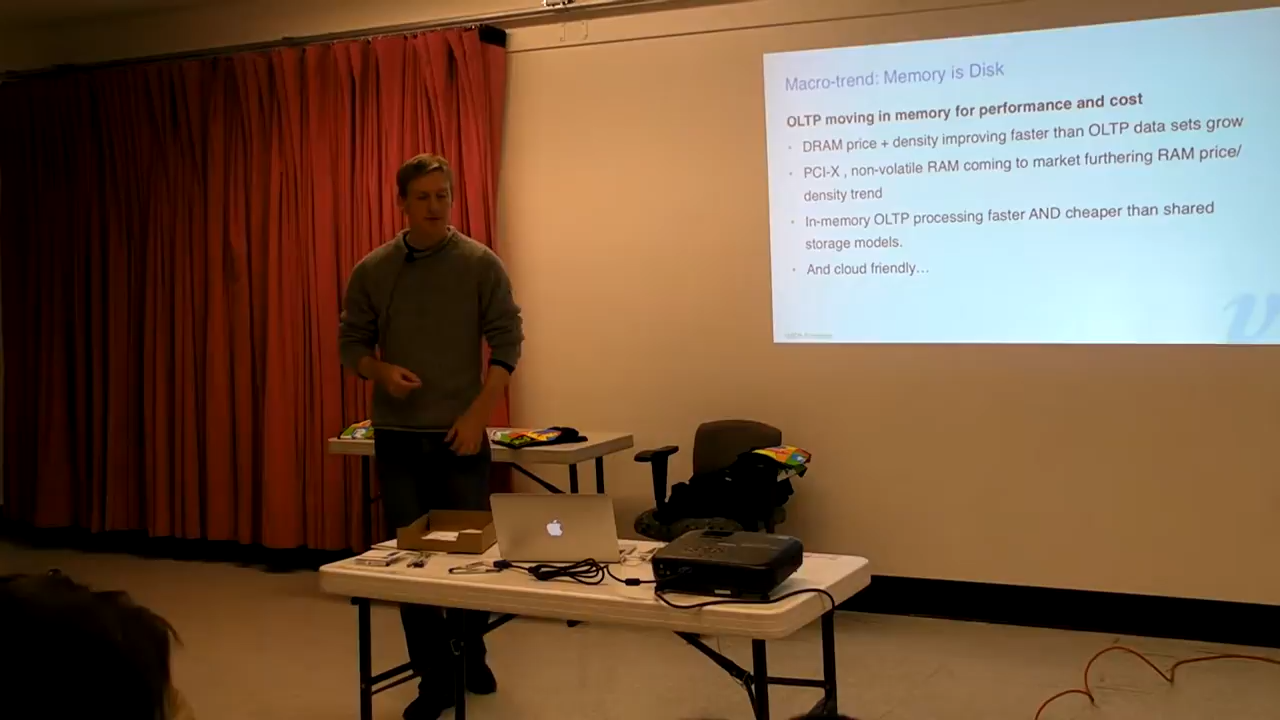 Macro-trend: Memory is Disk
OLTP moving in memory for performance and cost
• DRAM price + density improving faster than OLTP data sets grow
• PCI-X , non-volatile RAM coming to market furthering RAM price/
density trend
• In-memory OLTP processing faster AND cheaper than shared
storage models.
• And cloud friendly…